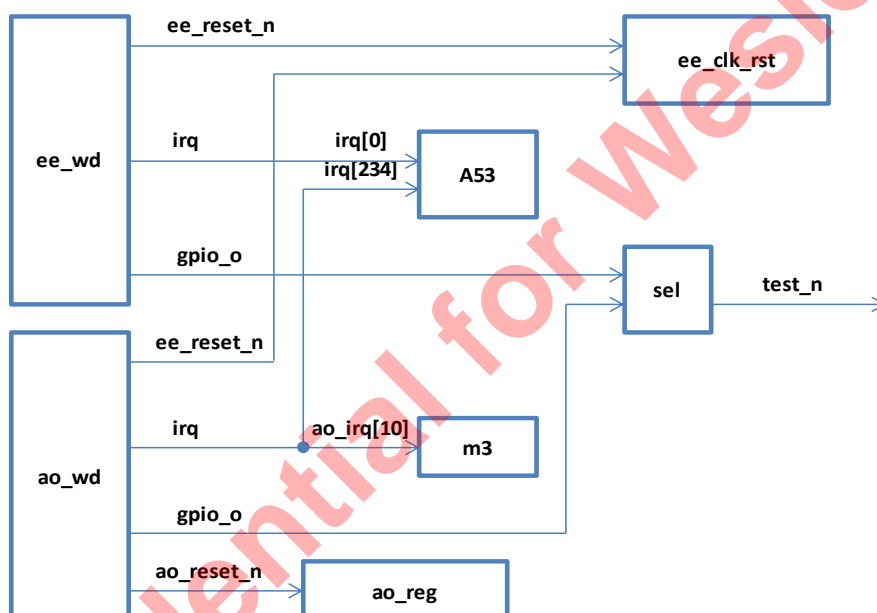 ee_reset_n
ee_clk_rst
irq
irq[0]
ee_wd
irq[234]
A53
gpio_o
sel
test_n
ee_reset_n
irq
ao_irq[10]
m3
ao_wd
gpio_o
ao_reset_n
ao_reg
ential for Wesl